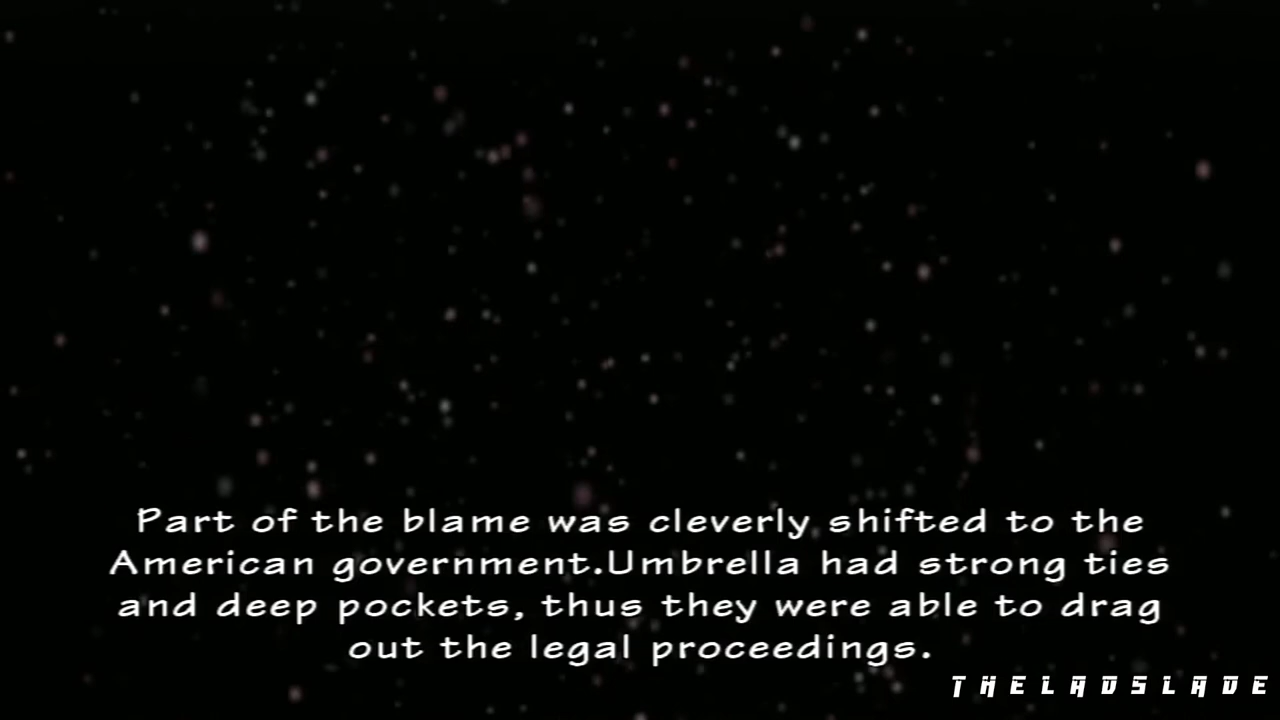 Part of the blame was cleverly shifted to the
American government.Umbrella had strong ties
and deep pockets, thus they were able to drag
out the legal proceedings.
THELADSLADE